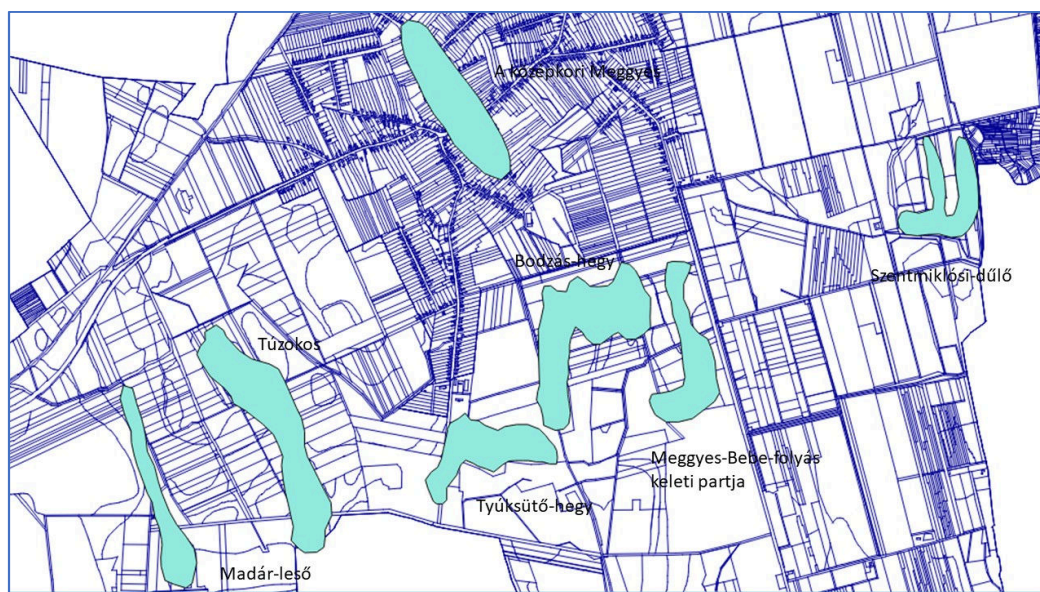 A középkori Meggyes
Bodzás-hegy
Szentmiklósi-dűlő
Túzokos
Meggyes-Bebe-folyás
keleti partja
Tyúksütő-hegy
Madár-leső